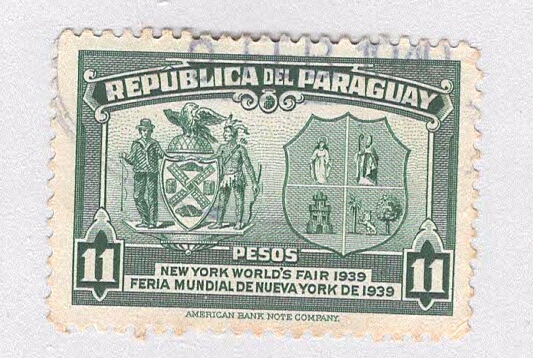 REPUBLICA DEL PARAGUAY
PESOS
11 11
NEW YORK WORLD'S FAIR 1939
FERIA MUNDIAL DE NUEVA YORK DE 1939
AMERICAN BANK NOTE COMPANY.